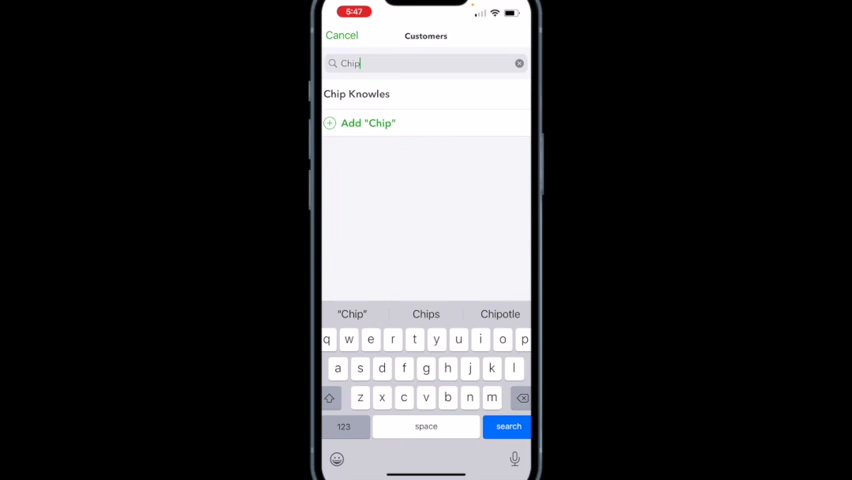 5:47
Cancel
Customers
Chip
Chip Knowles
Add "Chip"
"Chip" Chips Chipotle
q w e r t y u i o p
a s d f g h j k l
z x c v b n m
123 space search